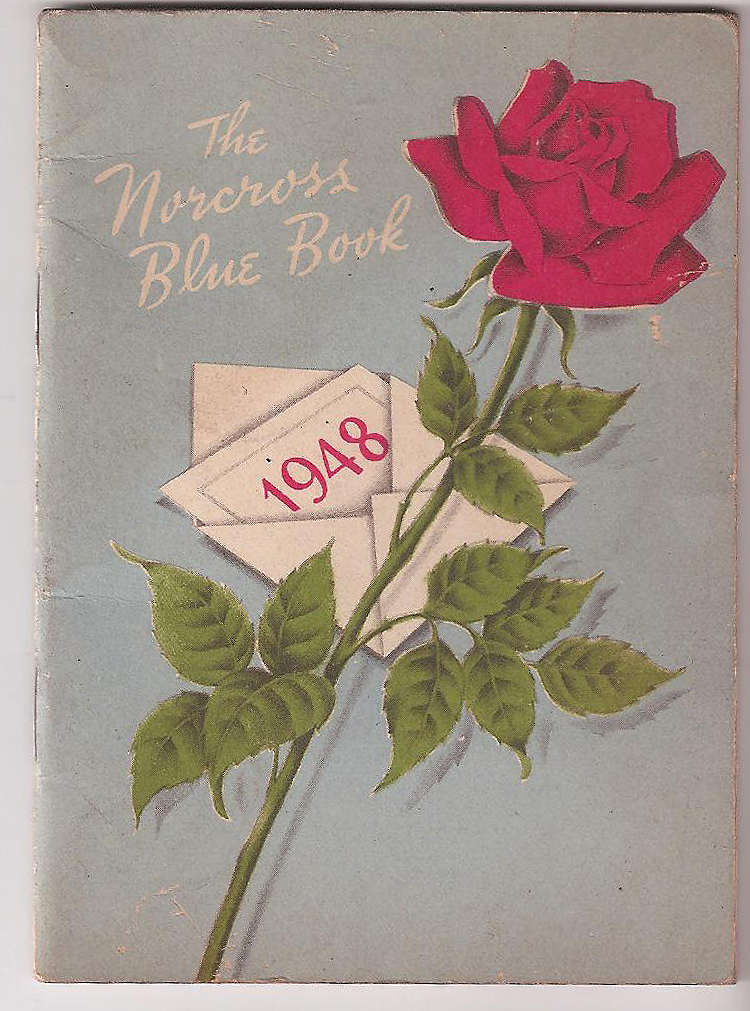 The
Norcross
Blue Book
1948